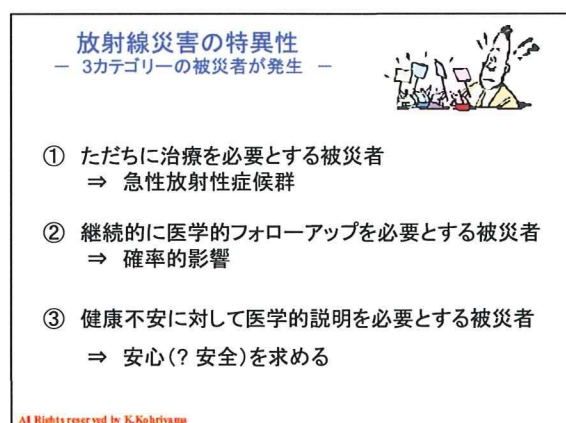 放射線災害の特異性
－ 3カテゴリーの被災者が発生 －
① ただちに治療を必要とする被災者
⇒ 急性放射性症候群
② 継続的に医学的フォローアップを必要とする被災者
⇒ 確率的影響
③ 健康不安に対して医学的説明を必要とする被災者
⇒ 安心(? 安全)を求める
All Rights reserved by K.Kohriyama